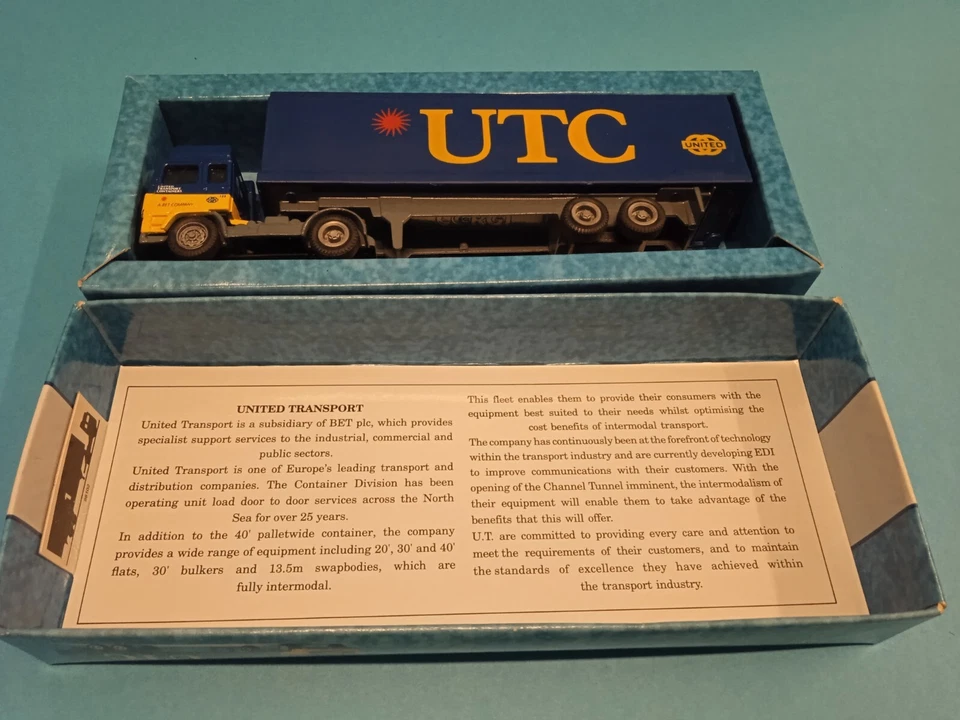 UTC
UNITED
UNITED
TRANSPORT
CONTAINERS
A BET COMPANY
UNITED TRANSPORT
United Transport is a subsidiary of BET plc, which provides
specialist support services to the industrial, commercial and
public sectors.
United Transport is one of Europe's leading transport and
distribution companies. The Container Division has been
operating unit load door to door services across the North
Sea for over 25 years.
In addition to the 40' palletwide container, the company
provides a wide range of equipment including 20', 30' and 40'
flats, 30' bulkers and 13.5m swapbodies, which are
fully intermodal.
This fleet enables them to provide their consumers with the
equipment best suited to their needs whilst optimising the
cost benefits of intermodal transport.
The company has continuously been at the forefront of technology
within the transport industry and are currently developing EDI
to improve communications with their customers. With the
opening of the Channel Tunnel imminent, the intermodalism of
their equipment will enable them to take advantage of the
benefits that this will offer.
U.T. are committed to providing every care and attention to
meet the requirements of their customers, and to maintain
the standards of excellence they have achieved within
the transport industry.